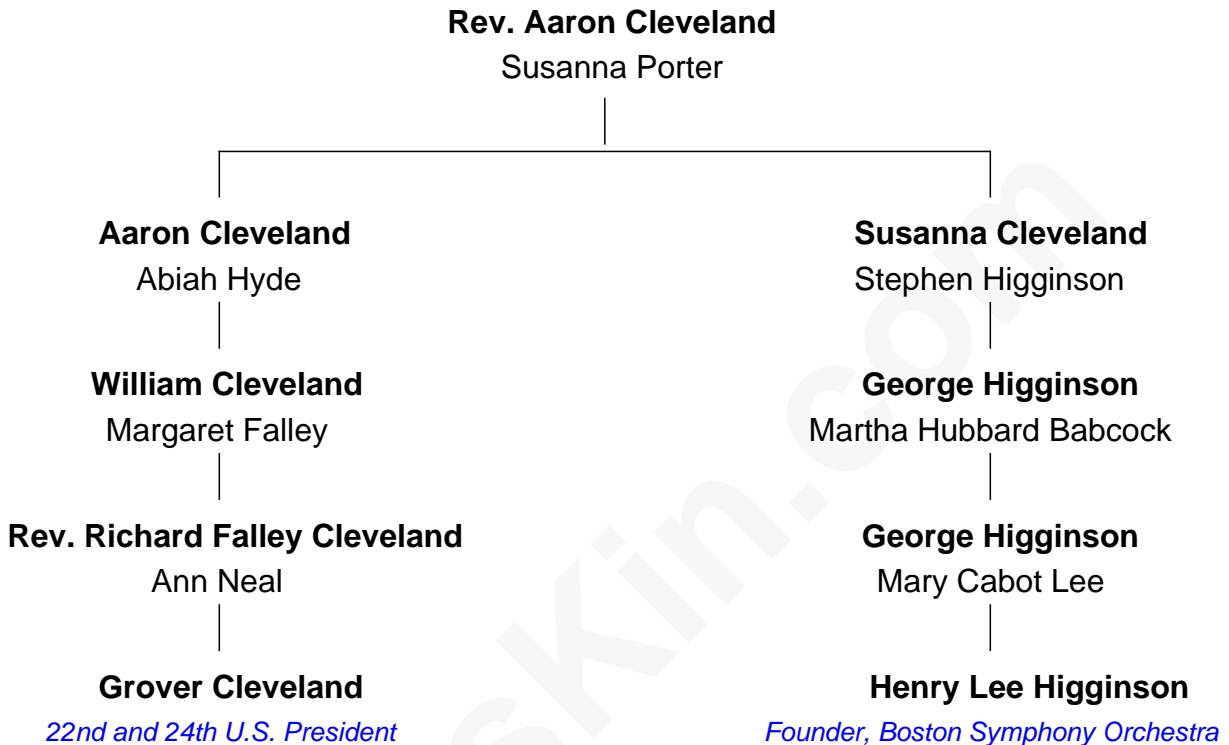 Rev. Aaron Cleveland
Susanna Porter
Aaron Cleveland
Abiah Hyde
Susanna Cleveland
Stephen Higginson
William Cleveland
Margaret Falley
George Higginson
Martha Hubbard Babcock
Rev. Richard Falley Cleveland
Ann Neal
George Higginson
Mary Cabot Lee
Grover Cleveland
22nd and 24th U.S. President
Henry Lee Higginson
Founder, Boston Symphony Orchestra
sKin.com